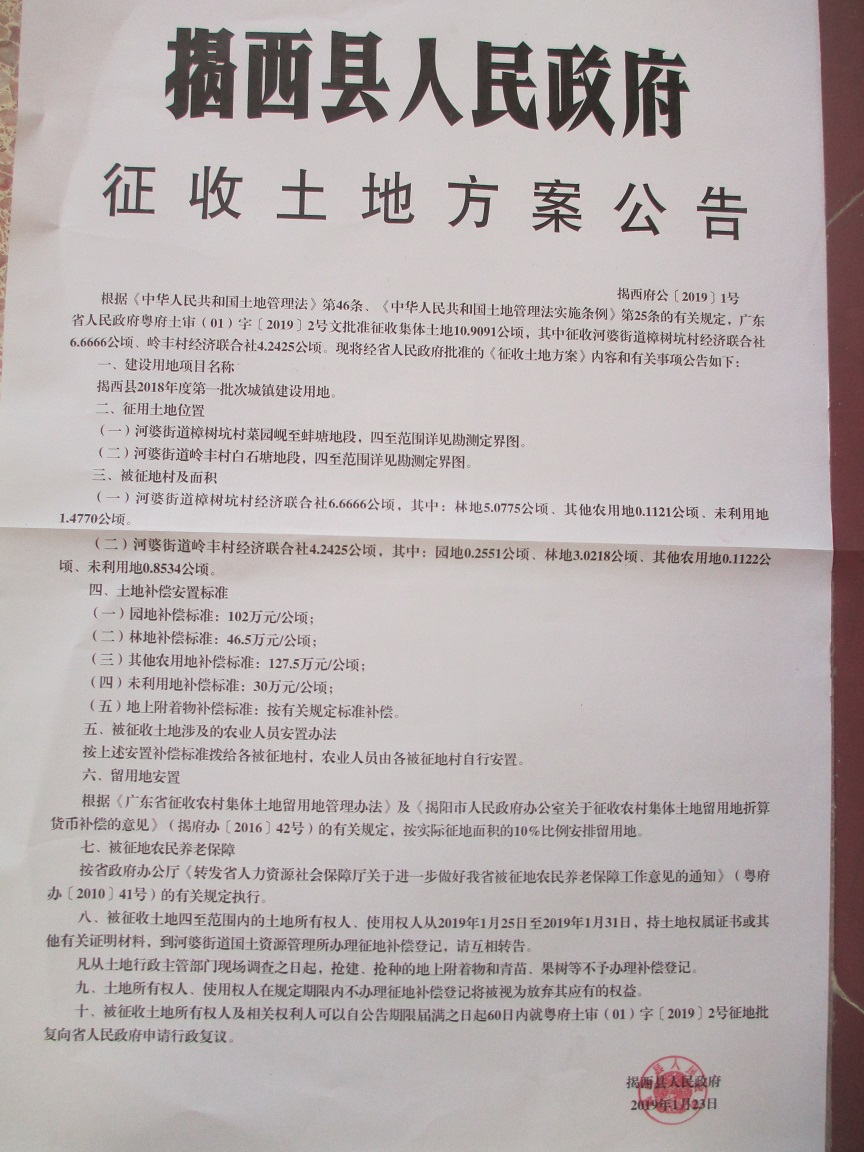 揭西县人民政府
征收土地方案公告
揭西府公〔2019〕1号
根据《中华人民共和国土地管理法》第46条、《中华人民共和国土地管理法实施条例》第25条的有关规定，广东
省人民政府粤府土审（01）字〔2019〕2号文批准征收集体土地10.9091公顷，其中征收河婆街道樟树坑村经济联合社
6.6666公顷、岭丰村经济联合社4.2425公顷。现将经省人民政府批准的《征收土地方案》内容和有关事项公告如下：
一、建设用地项目名称
揭西县2018年度第一批次城镇建设用地。
二、征用土地位置
（一）河婆街道樟树坑村菜园岘至蚌塘地段，四至范围详见勘测定界图。
（二）河婆街道岭丰村白石塘地段，四至范围详见勘测定界图。
三、被征地村及面积
（一）河婆街道樟树坑村经济联合社6.6666公顷，其中：林地5.0775公顷、其他农用地0.1121公顷、未利用地
1.4770公顷。
（二）河婆街道岭丰村经济联合社4.2425公顷，其中：园地0.2551公顷、林地3.0218公顷、其他农用地0.1122公
顷、未利用地0.8534公顷。
四、土地补偿安置标准
（一）园地补偿标准：102万元/公顷；
（二）林地补偿标准：46.5万元/公顷；
（三）其他农用地补偿标准：127.5万元/公顷；
（四）未利用地补偿标准：30万元/公顷；
（五）地上附着物补偿标准：按有关规定标准补偿。
五、被征收土地涉及的农业人员安置办法
按上述安置补偿标准拨给各被征地村，农业人员由各被征地村自行安置。
六、留用地安置
根据《广东省征收农村集体土地留用地管理办法》及《揭阳市人民政府办公室关于征收农村集体土地留用地折算
货币补偿的意见》（揭府办〔2016〕42号）的有关规定，按实际征地面积的10%比例安排留用地。
七、被征地农民养老保障
按省政府办公厅《转发省人力资源社会保障厅关于进一步做好我省被征地农民养老保障工作意见的通知》（粤府
办〔2010〕41号）的有关规定执行。
八、被征收土地四至范围内的土地所有权人、使用权人从2019年1月25日至2019年1月31日，持土地权属证书或其
他有关证明材料，到河婆街道国土资源管理所办理征地补偿登记，请互相转告。
凡从土地行政主管部门现场调查之日起，抢建、抢种的地上附着物和青苗、果树等不予办理补偿登记。
九、土地所有权人、使用权人在规定期限内不办理征地补偿登记将被视为放弃其应有的权益。
十、被征收土地所有权人及相关权利人可以自公告期限届满之日起60日内就粤府土审（01）字〔2019〕2号征地批
复向省人民政府申请行政复议。
揭西县人民政府
2019年1月23日